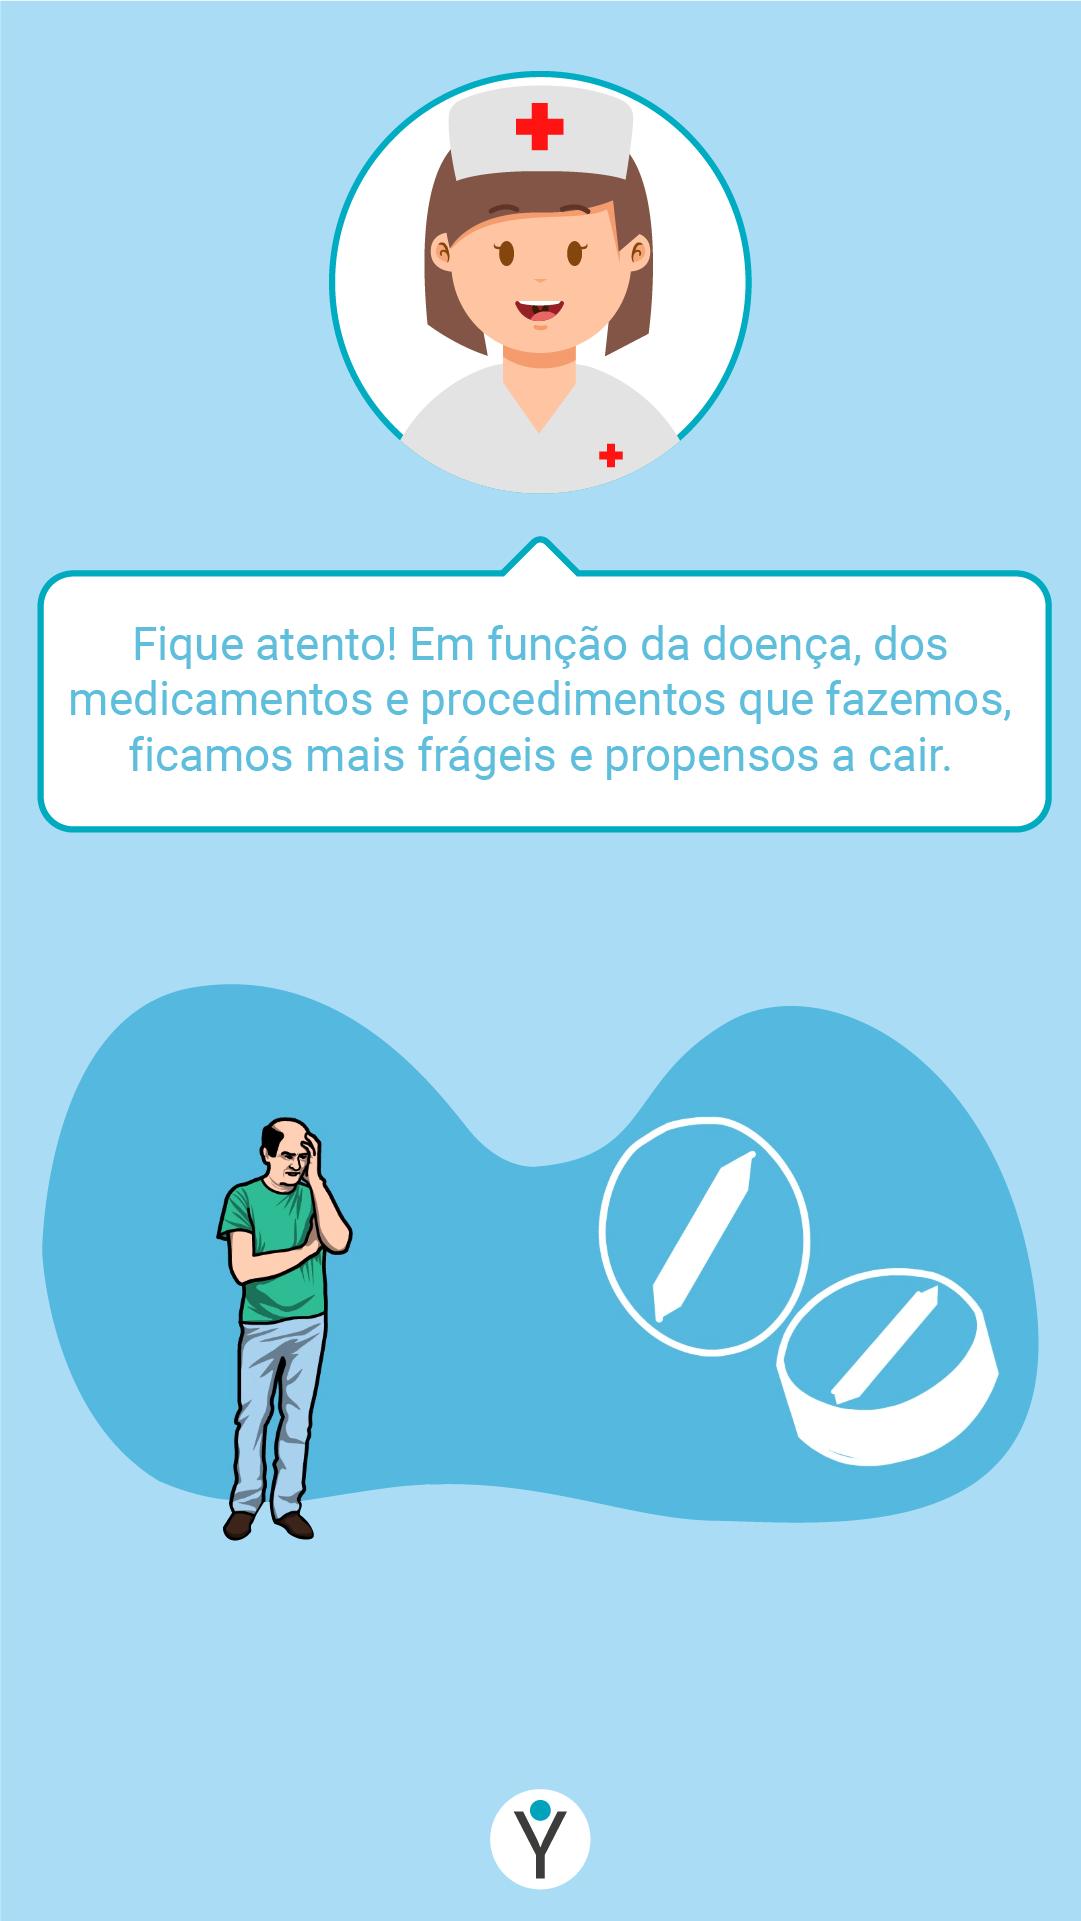 Fique atento! Em função da doença, dos
medicamentos e procedimentos que fazemos,
ficamos mais frágeis e propensos a cair.